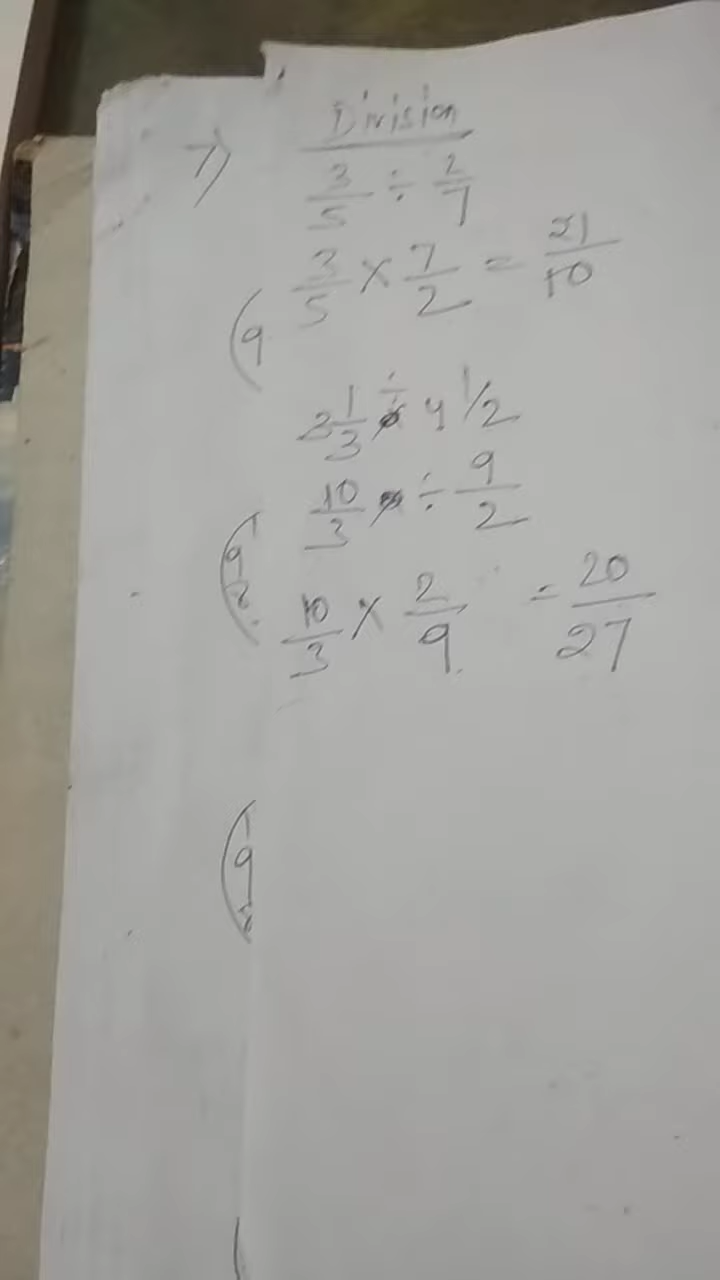 Division
7)
3/5 ÷ 2/7
3/5 × 7/2 = 21/10
3 1/3 ÷ 4 1/2
10/3 ÷ 9/2
10/3 × 2/9 = 20/27